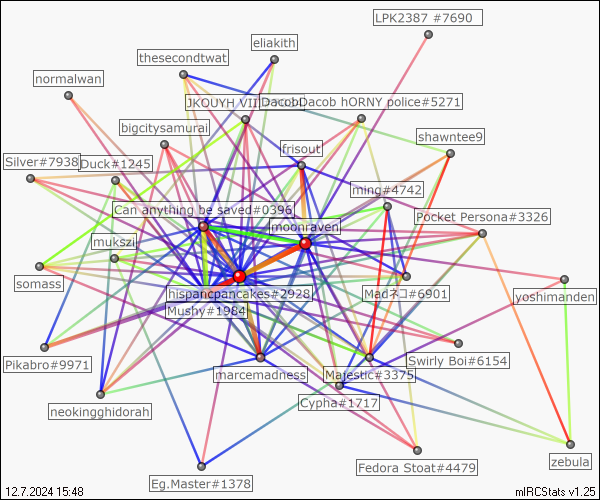 LPK2387 #7690
eliakith
thesecondtwat
normalwan
JKOUYH VII
DacobDacob hORNY police#5271
bigcitysamurai
shawntee9
frisout
Silver#7938
Duck#1245
ming#4742
Can anything be saved#0396
Pocket Persona#3326
moonraven
mukszi
somass
hispancpancakes#2928
Madネコ#6901
yoshimanden
Mushy#1984
Pikabro#9971
Swirly Boi#6154
marcemadness
Majestic#3375
neokingghidorah
Cypha#1717
Eg.Master#1378
Fedora Stoat#4479
zebula
12.7.2024 15:48
mIRCStats v1.25